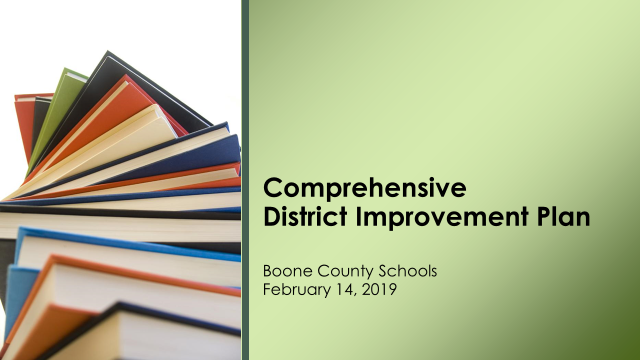 Comprehensive
District Improvement Plan
Boone County Schools
February 14, 2019